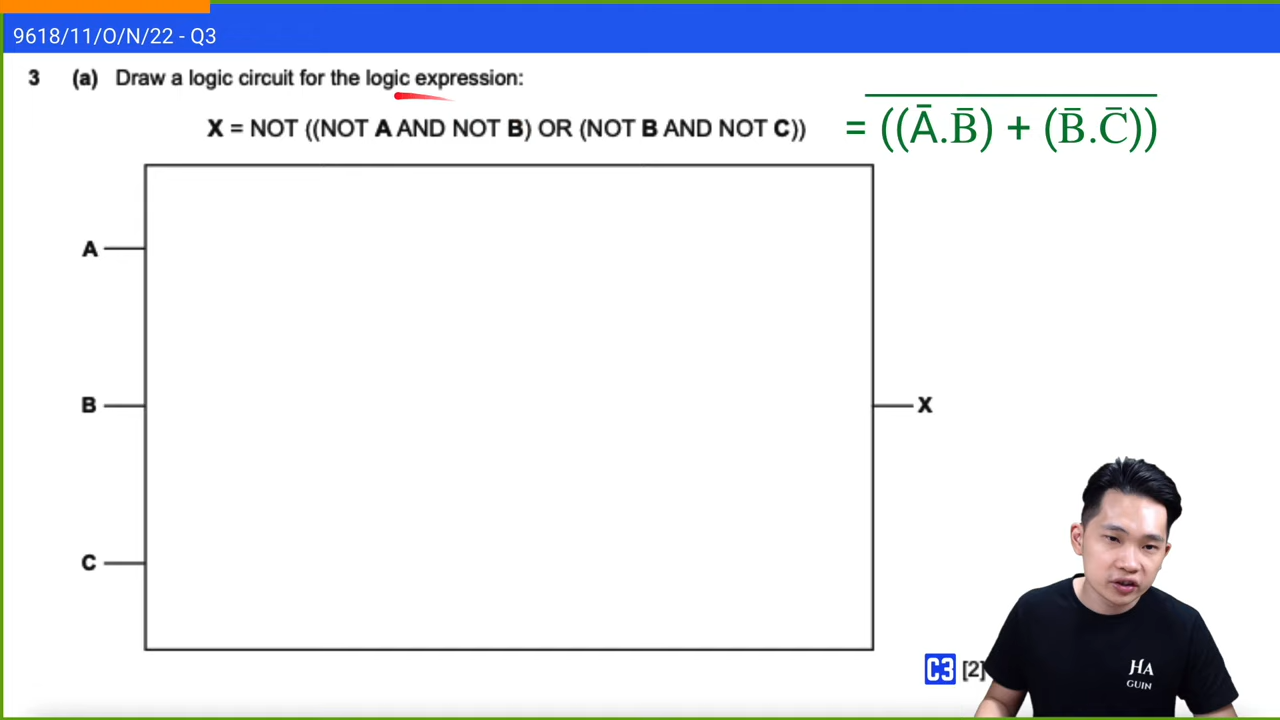 9618/11/O/N/22 - Q3
3 (a) Draw a logic circuit for the logic expression:
X = NOT ((NOT A AND NOT B) OR (NOT B AND NOT C)) = ((Ā.B̄) + (B̄.C̄))
A
B
X
C
C3 [2]
HA
GUIN